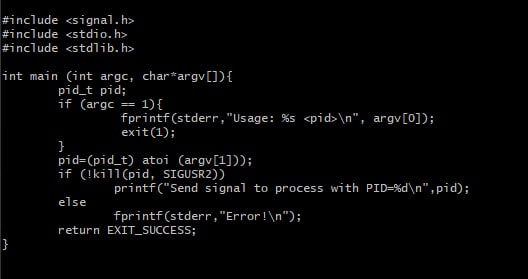 #include <signal.h>
#include <stdio.h>
#include <stdlib.h>
int main (int argc, char*argv[]){
pid_t pid;
if (argc == 1){
fprintf(stderr,"Usage: %s <pid>\n", argv[0]);
exit(1);
}
pid=(pid_t) atoi (argv[1]));
if (!kill(pid, SIGUSR2))
printf("Send signal to process with PID=%d\n",pid);
else
fprintf(stderr,"Error!\n");
return EXIT_SUCCESS;
}